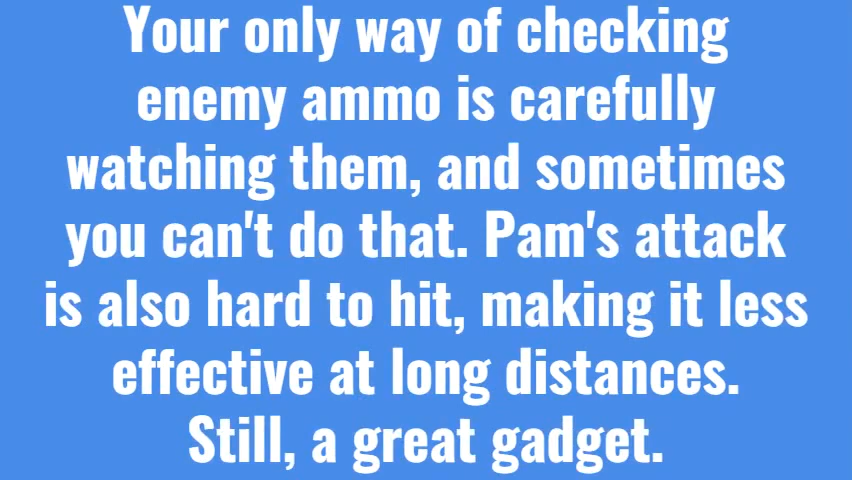 Your only way of checking
enemy ammo is carefully
watching them, and sometimes
you can't do that. Pam's attack
is also hard to hit, making it less
effective at long distances.
Still, a great gadget.